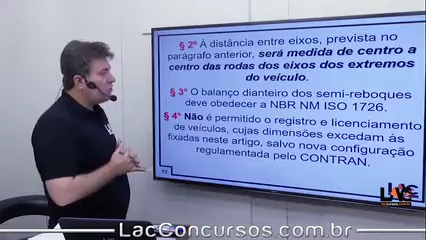 § 2º A distância entre eixos, prevista no
parágrafo anterior, será medida de centro a
centro das rodas dos eixos dos extremos
do veículo.
§ 3° O balanço dianteiro dos semi-reboques
deve obedecer a NBR NM ISO 1726.
§ 4° Não é permitido o registro e licenciamento
de veículos, cujas dimensões excedam às
fixadas neste artigo, salvo nova configuração
regulamentada pelo CONTRAN.
LAC
LacConcursos.com.br